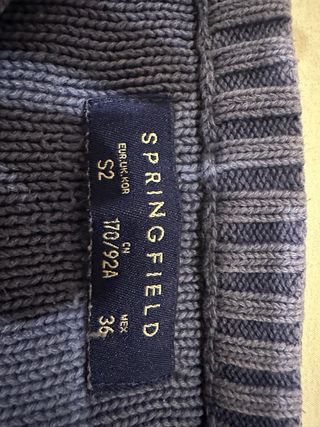 SPRINGFIELD
EUR.UK.KOR CN MEX
S2 170/92A 36